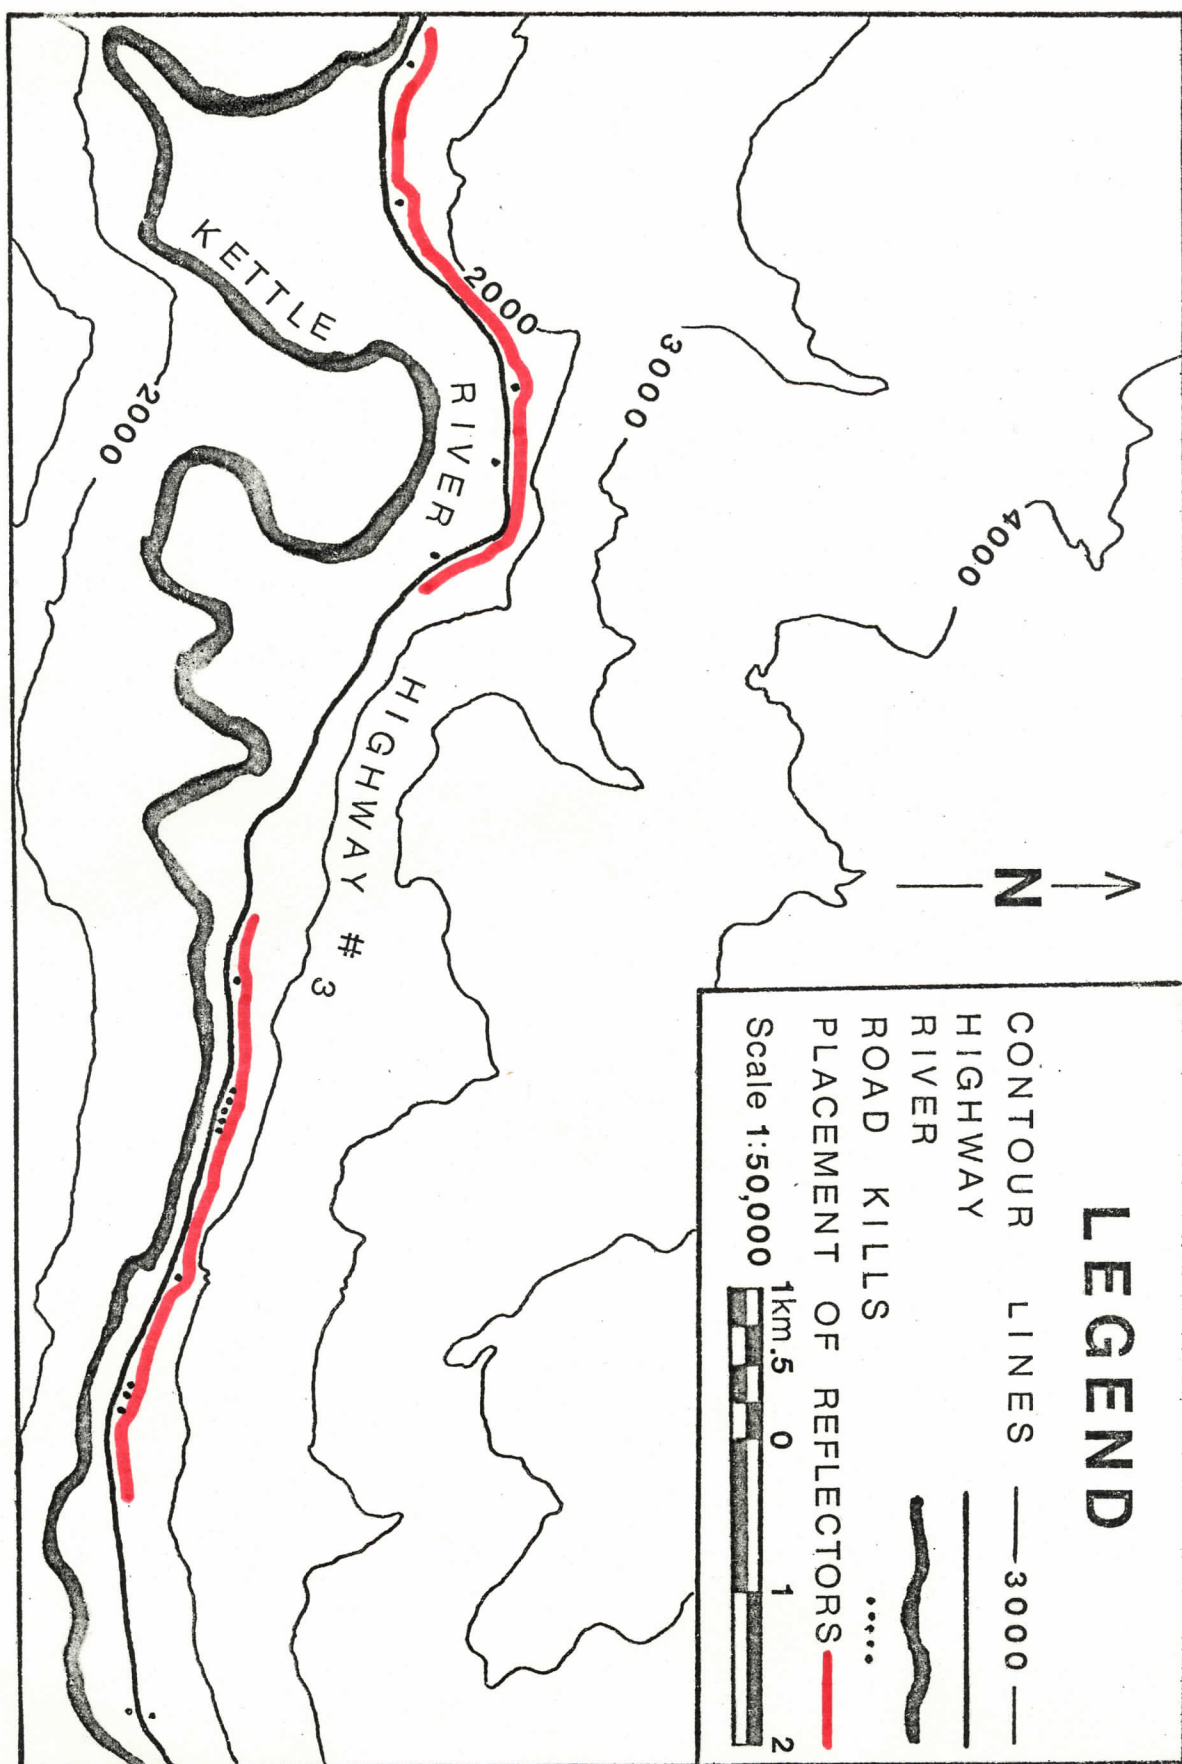 LEGEND
CONTOUR LINES —3000—
HIGHWAY
RIVER
ROAD KILLS
PLACEMENT OF REFLECTORS
Scale 1:50,000
1km .5 0 1 2
N
4000
3000
2000
KETTLE RIVER
HIGHWAY # 3
2000